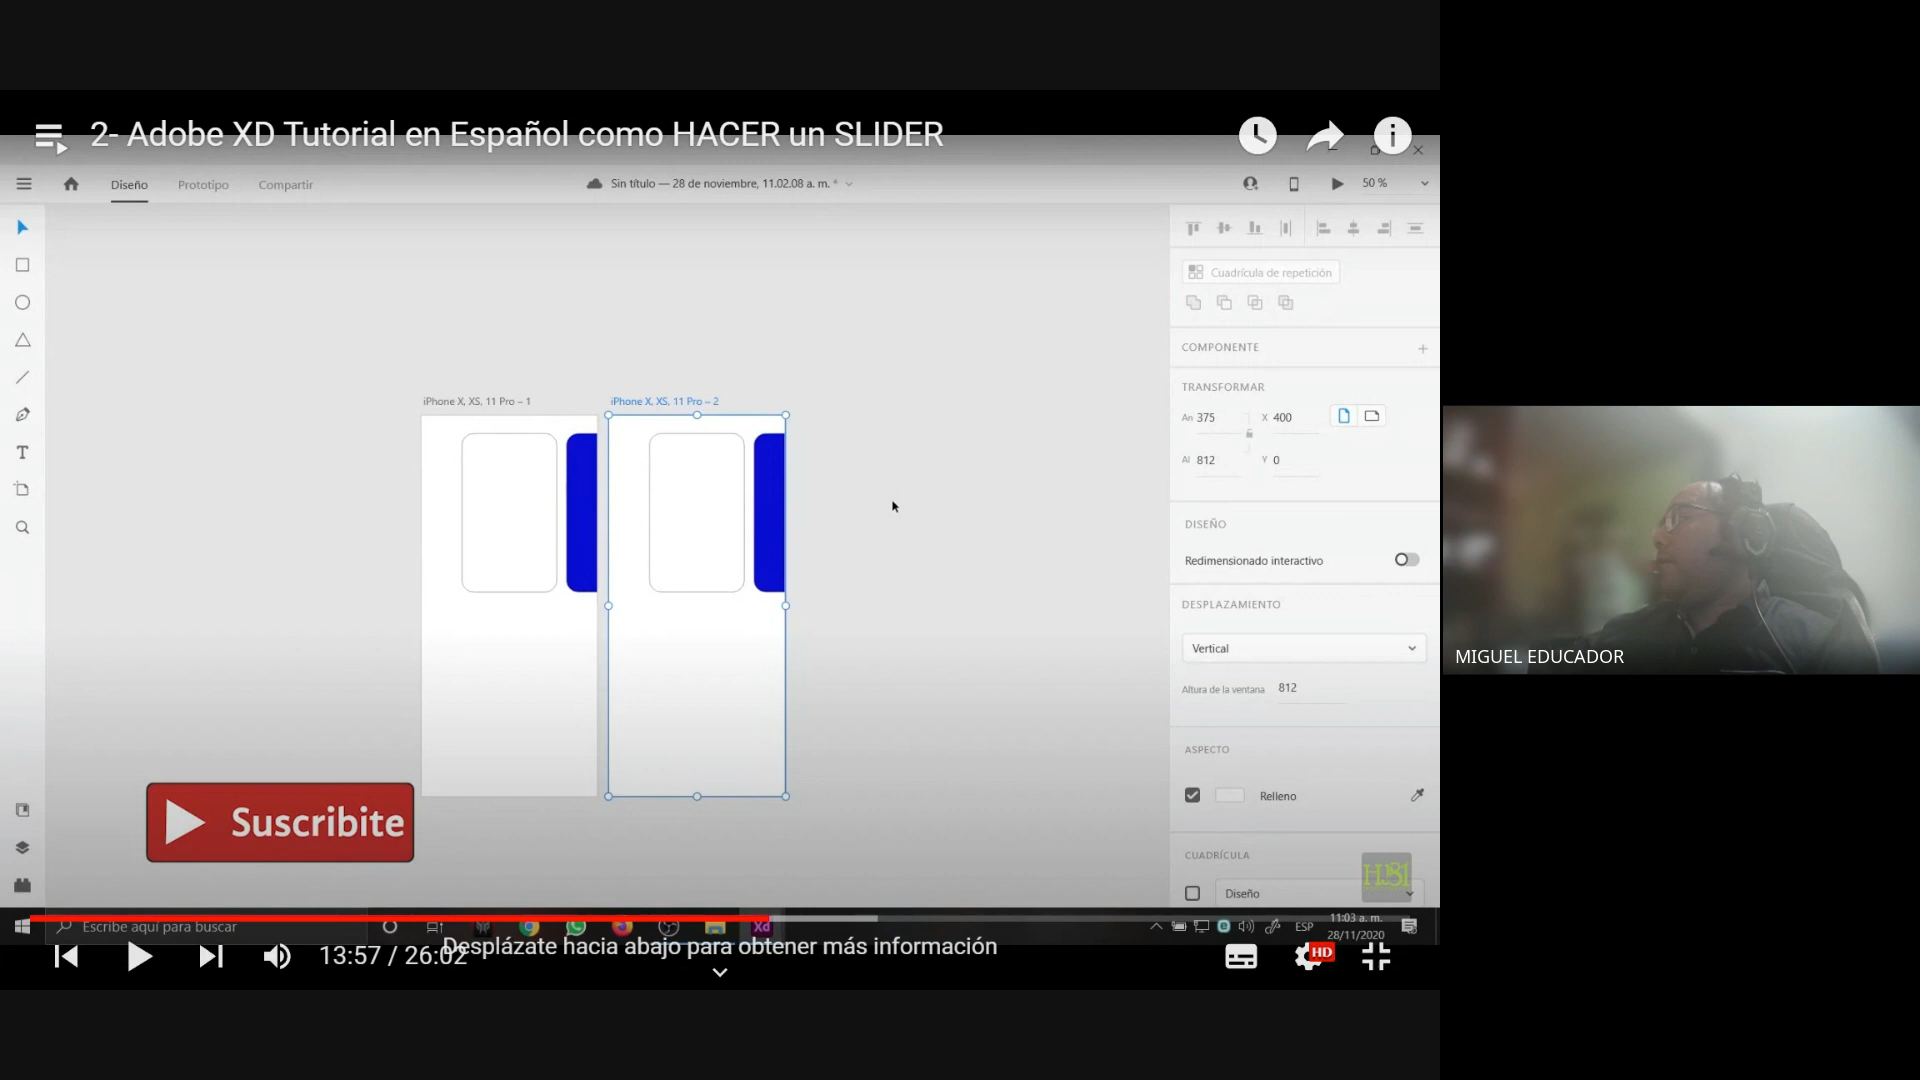 2- Adobe XD Tutorial en Español como HACER un SLIDER
Diseño Prototipo Compartir
Sin título — 28 de noviembre, 11.02.08 a. m. *
50 %
Cuadrícula de repetición
COMPONENTE
TRANSFORMAR
An 375 X 400
Al 812 Y 0
iPhone X, XS, 11 Pro – 1
iPhone X, XS, 11 Pro – 2
DISEÑO
Redimensionado interactivo
DESPLAZAMIENTO
Vertical
Altura de la ventana 812
ASPECTO
Relleno
CUADRÍCULA
Diseño
HJ81
Suscribite
MIGUEL EDUCADOR
Escribe aquí para buscar
Xd
ESP
11:03 a. m.
28/11/2020
13:57 / 26:02
Desplázate hacia abajo para obtener más información
HD